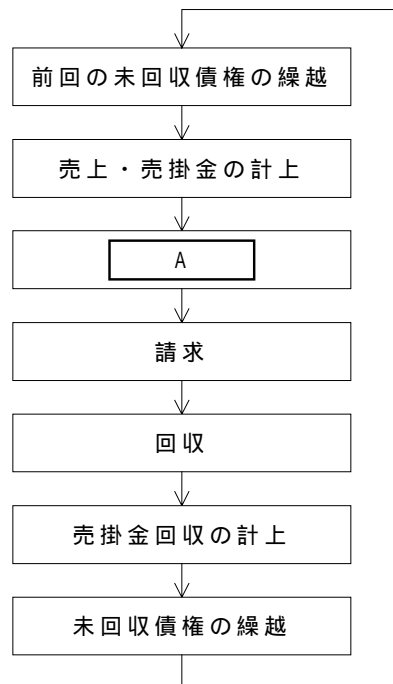 前回の未回収債権の繰越
売上・売掛金の計上
A
請求
回収
売掛金回収の計上
未回収債権の繰越